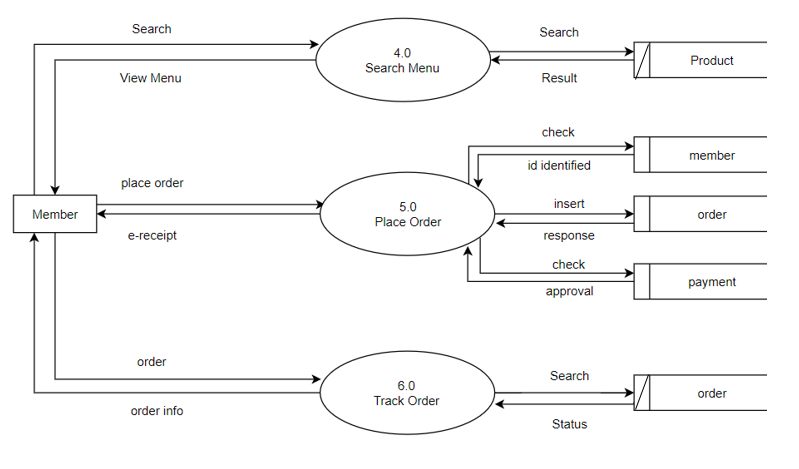 Search
View Menu
4.0
Search Menu
Search
Result
Product
place order
e-receipt
Member
5.0
Place Order
check
id identified
member
insert
response
order
check
approval
payment
order
order info
6.0
Track Order
Search
Status
order